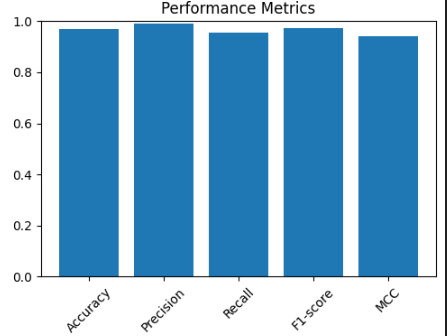 Performance Metrics
1.0
0.8
0.6
0.4
0.2
0.0
Accuracy
Precision
Recall
F1-score
MCC